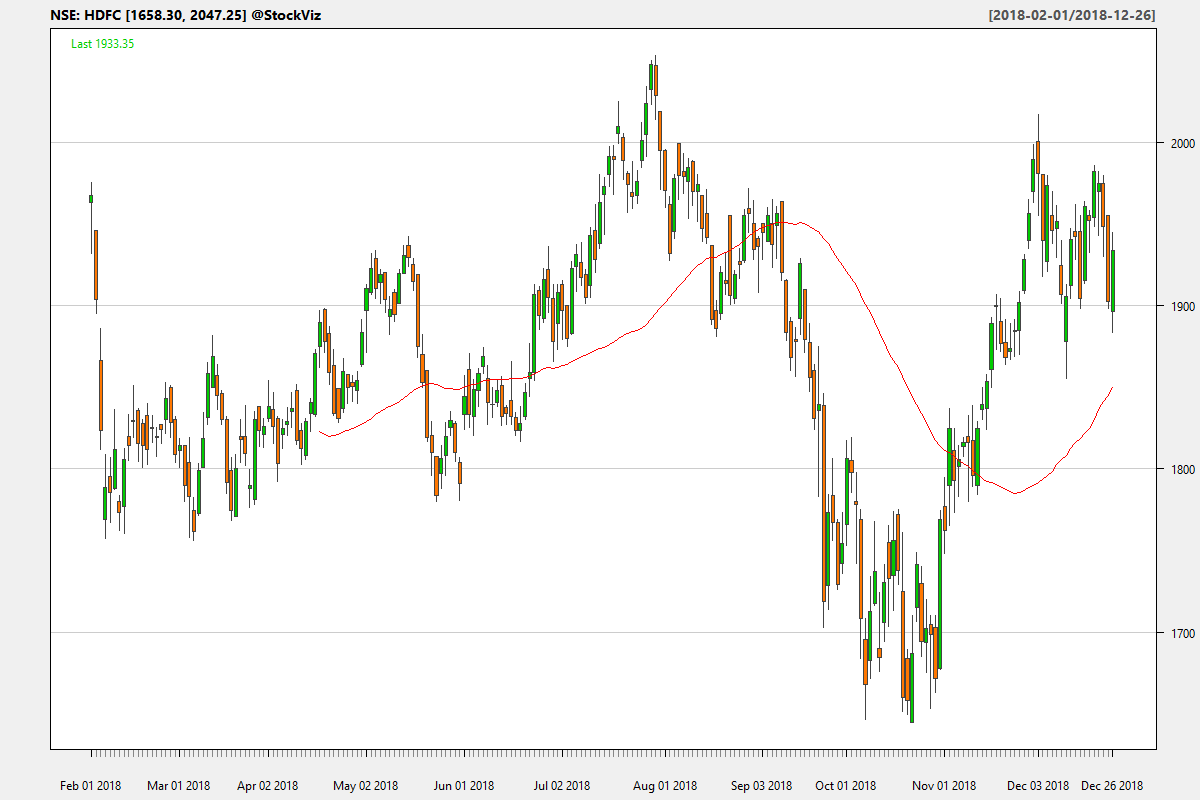 NSE: HDFC [1658.30, 2047.25] @StockViz
[2018-02-01/2018-12-26]
Last 1933.35
2000
1900
1800
1700
Feb 01 2018 Mar 01 2018 Apr 02 2018 May 02 2018 Jun 01 2018 Jul 02 2018 Aug 01 2018 Sep 03 2018 Oct 01 2018 Nov 01 2018 Dec 03 2018 Dec 26 2018